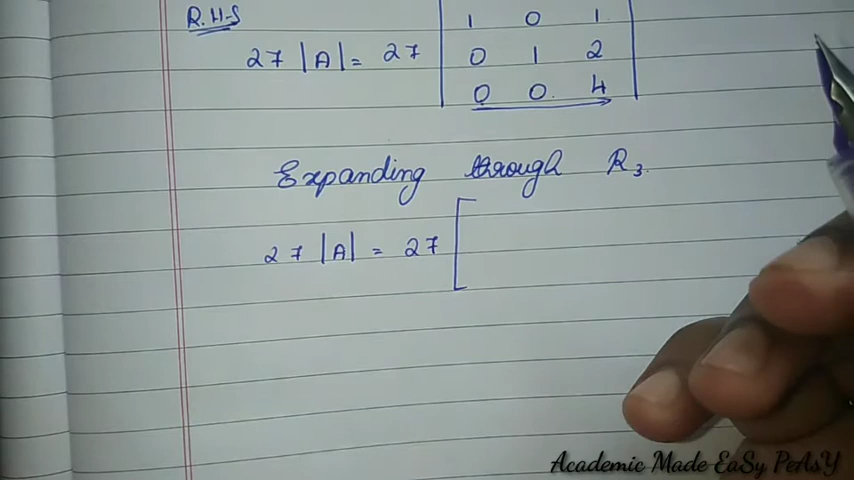 R.H.S
1 0 1
27 |A| = 27 0 1 2
0 0. 4
Expanding through R3.
27 |A| = 27 [
Academic Made EaSy PeAsY